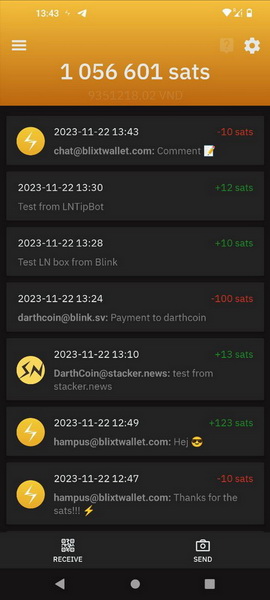 13:43
1 056 601 sats
9351218.02 VND
2023-11-22 13:43 -10 sats
chat@blixtwallet.com: Comment 📝
2023-11-22 13:30 +12 sats
Test from LNTipBot
2023-11-22 13:28 +10 sats
Test LN box from Blink
2023-11-22 13:24 -100 sats
darthcoin@blink.sv: Payment to darthcoin
SN
2023-11-22 13:10 +13 sats
DarthCoin@stacker.news: test from
stacker.news
2023-11-22 12:49 +123 sats
hampus@blixtwallet.com: Hej 😎
2023-11-22 12:47 -10 sats
hampus@blixtwallet.com: Thanks for the
sats!!! ⚡
RECEIVE SEND